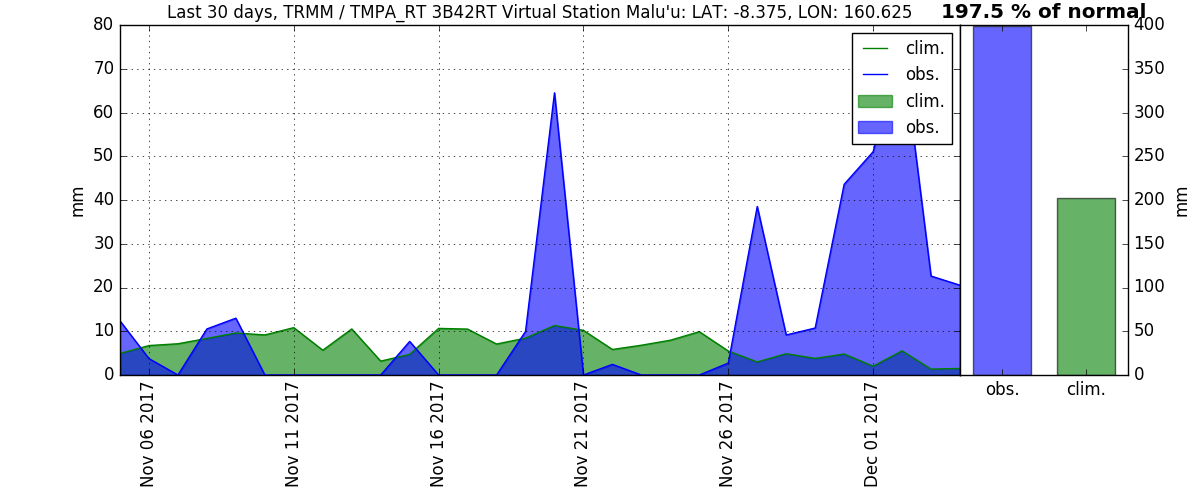 Last 30 days, TRMM / TMPA_RT 3B42RT Virtual Station Malu'u: LAT: -8.375, LON: 160.625
197.5 % of normal
80
70
60
50
40
30
20
10
0
mm
clim.
obs.
clim.
obs.
400
350
300
250
200
150
100
50
0
mm
obs.
clim.
Nov 06 2017
Nov 11 2017
Nov 16 2017
Nov 21 2017
Nov 26 2017
Dec 01 2017